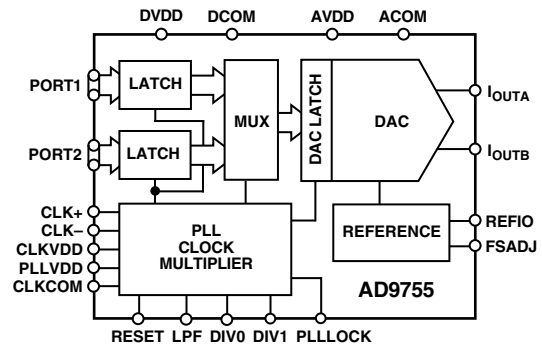 DVDD DCOM AVDD ACOM
PORT1
LATCH
PORT2
LATCH
MUX
DAC LATCH
DAC
IOUTA
IOUTB
CLK+
CLK–
CLKVDD
PLLVDD
CLKCOM
PLL
CLOCK
MULTIPLIER
REFERENCE
REFIO
FSADJ
AD9755
RESET LPF DIV0 DIV1 PLLLOCK